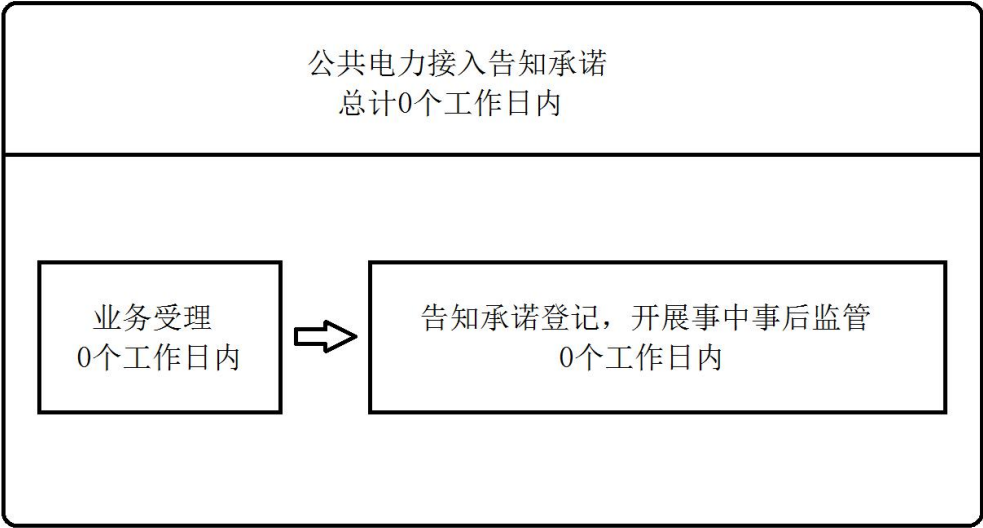 公共电力接入告知承诺
总计0个工作日内
业务受理
0个工作日内
告知承诺登记，开展事中事后监管
0个工作日内